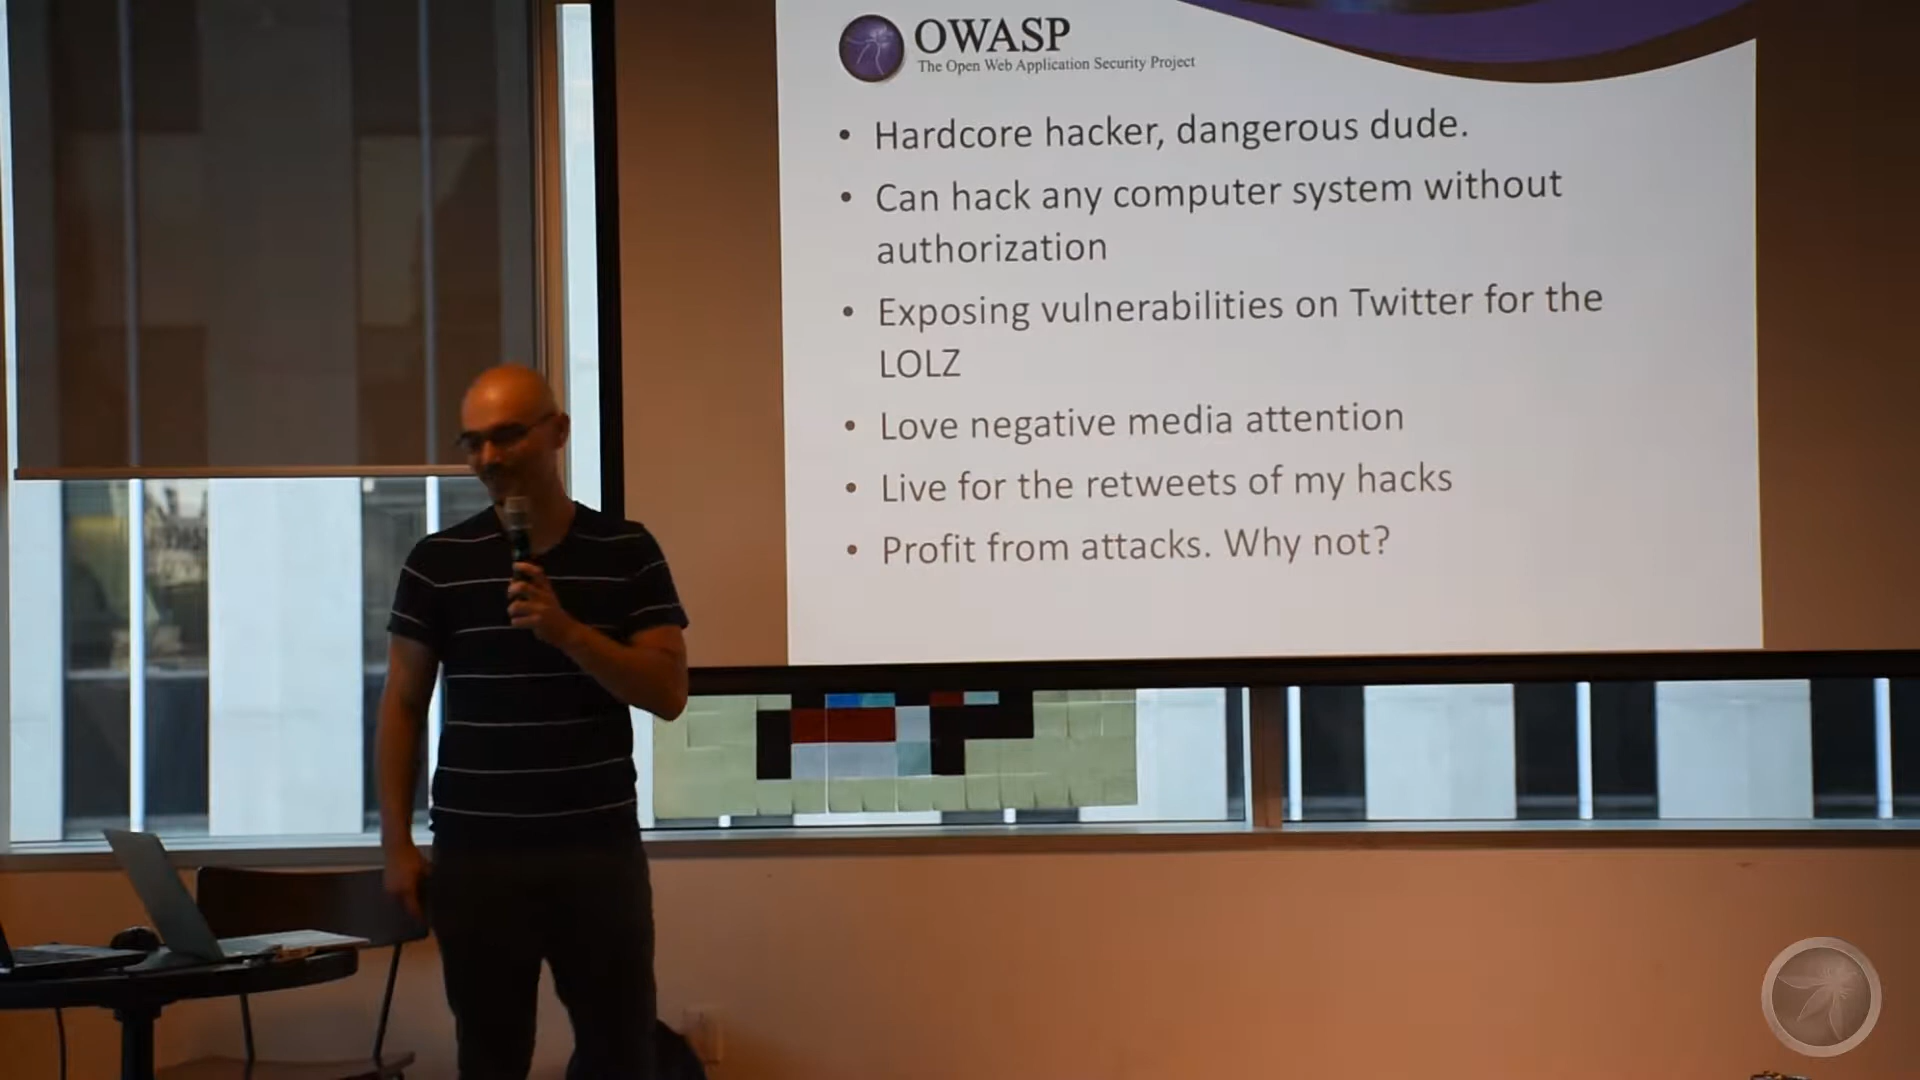 OWASP
The Open Web Application Security Project
• Hardcore hacker, dangerous dude.
• Can hack any computer system without
authorization
• Exposing vulnerabilities on Twitter for the
LOLZ
• Love negative media attention
• Live for the retweets of my hacks
• Profit from attacks. Why not?